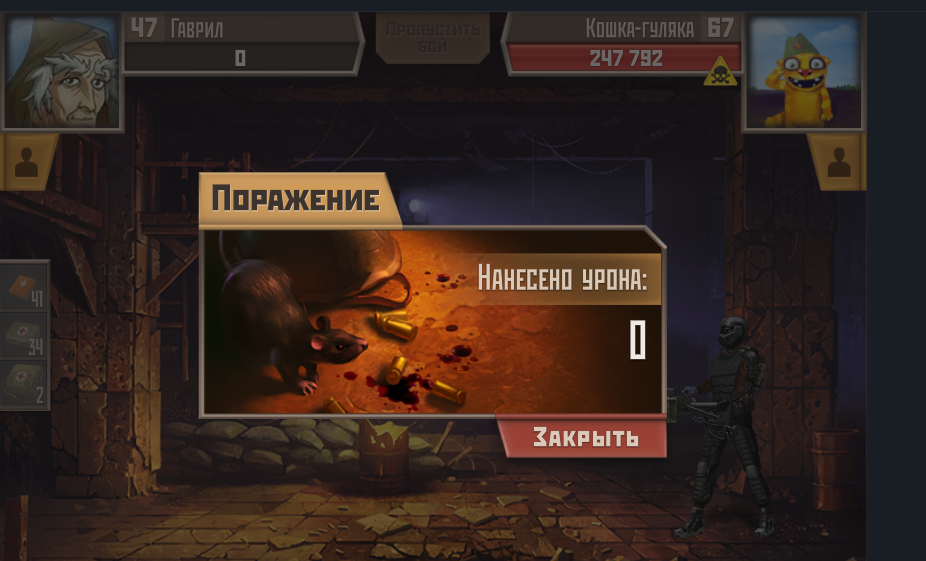 47 Гаврил
0
Пропустить
бой
Кошка-гуляка 67
247 792
Поражение
Нанесено урона:
0
41
34
2
Закрыть